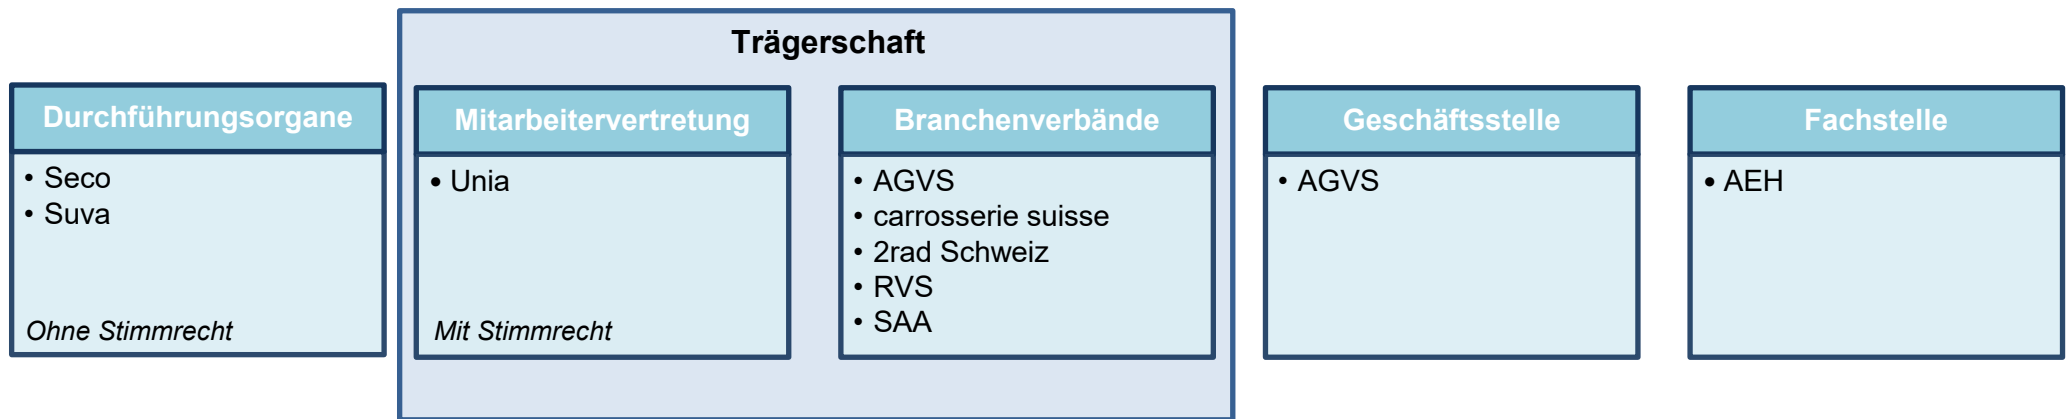 Trägerschaft
Durchführungsorgane
• Seco
• Suva
Ohne Stimmrecht
Mitarbeitervertretung
• Unia
Mit Stimmrecht
Branchenverbände
• AGVS
• carrosserie suisse
• 2rad Schweiz
• RVS
• SAA
Geschäftsstelle
• AGVS
Fachstelle
• AEH